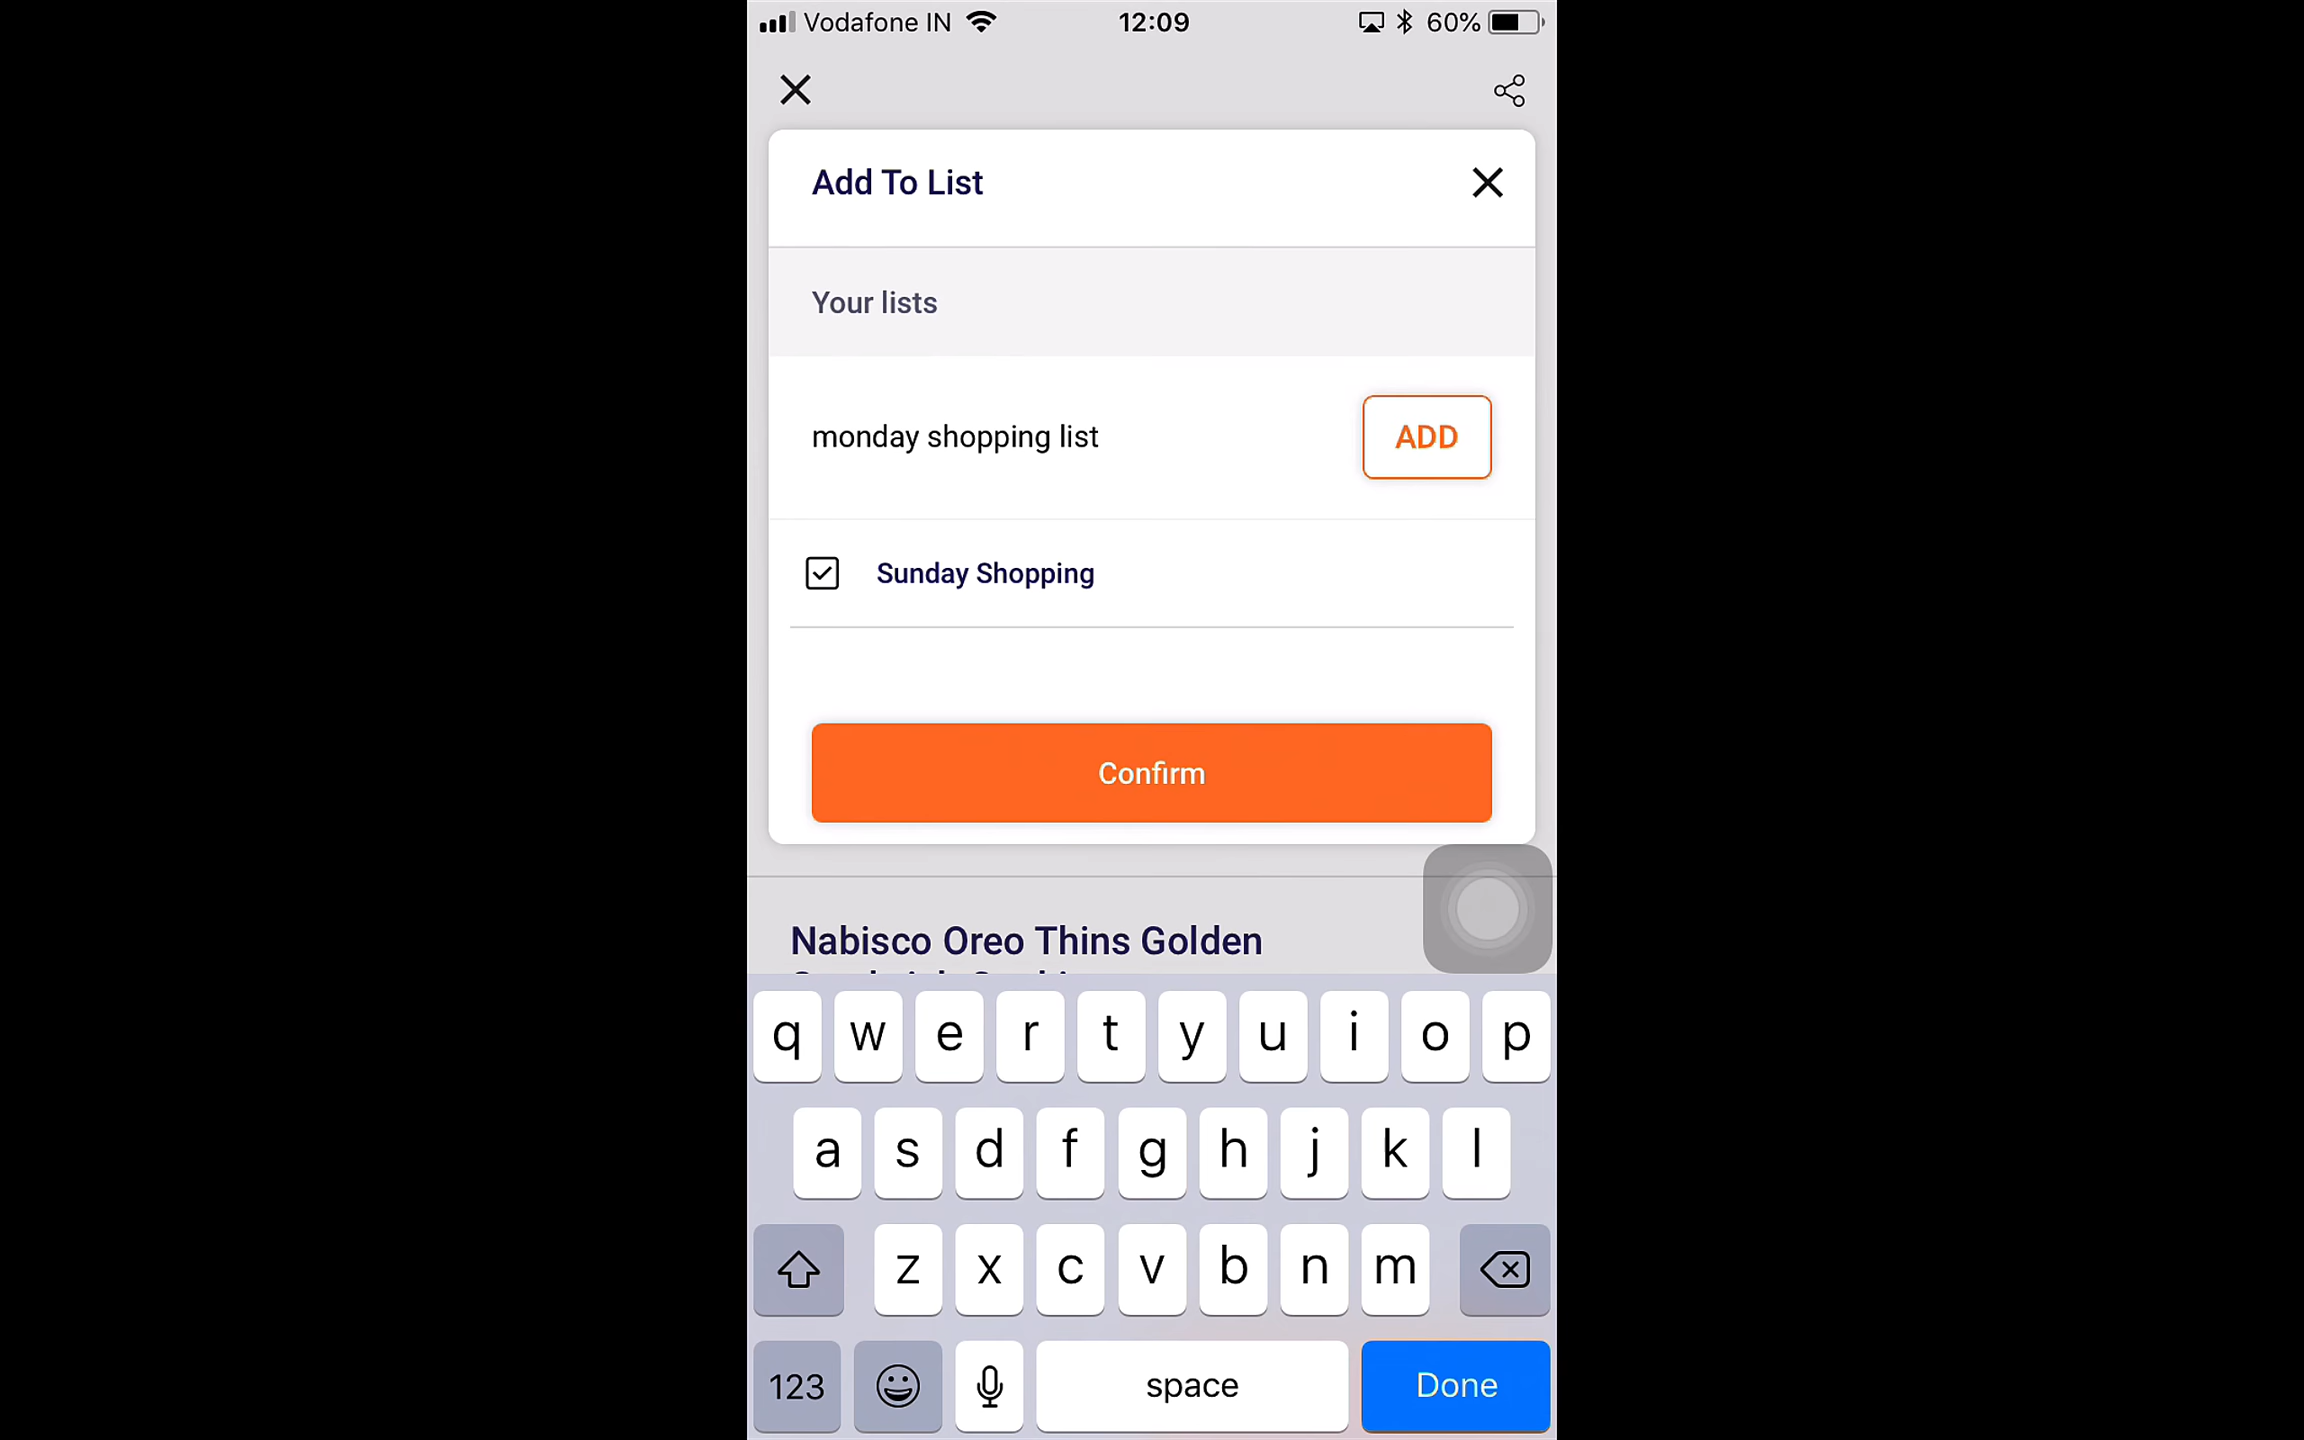 Vodafone IN 12:09 60%
Add To List
Your lists
monday shopping list ADD
Sunday Shopping
Confirm
Nabisco Oreo Thins Golden
q w e r t y u i o p
a s d f g h j k l
z x c v b n m
123 space Done